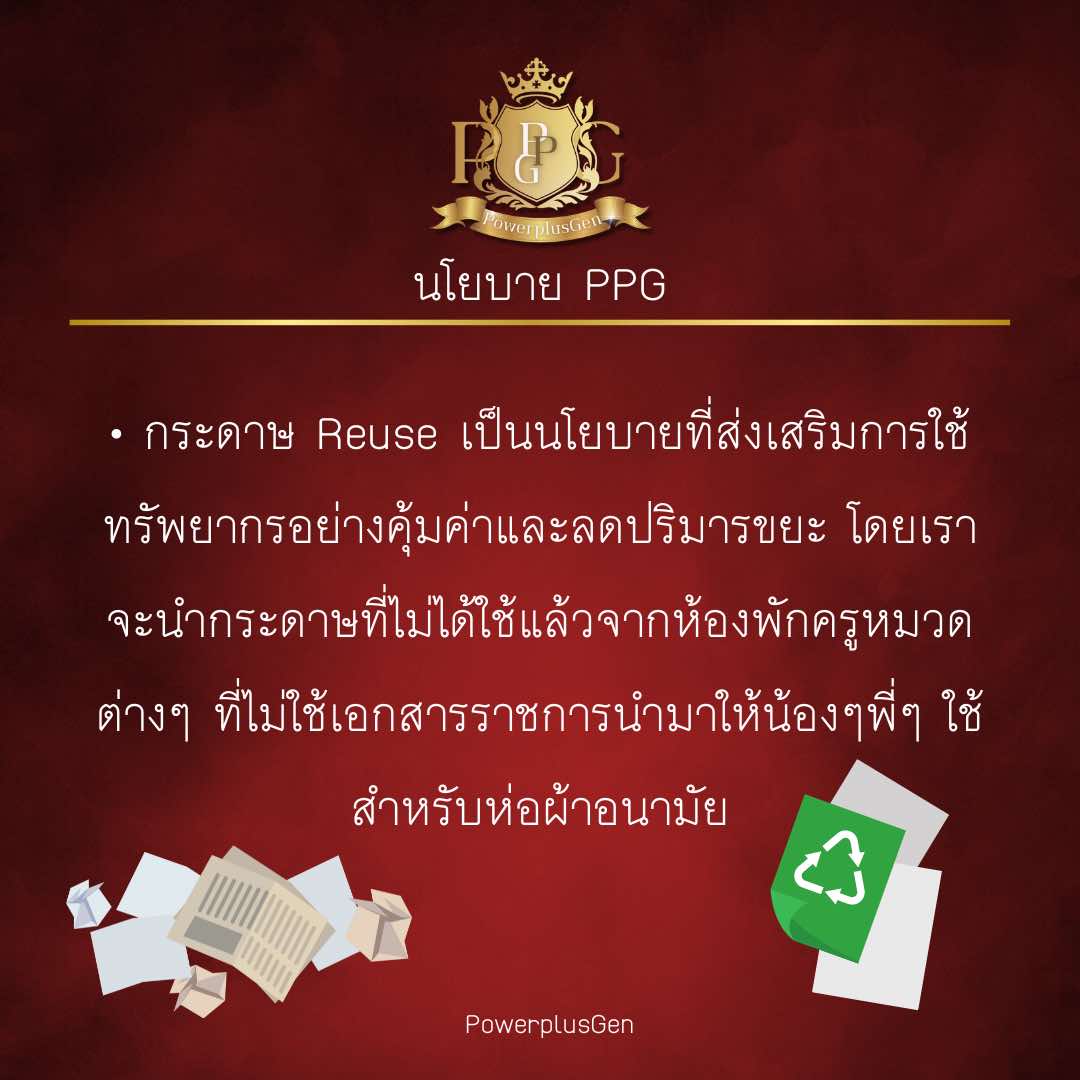 P G
PPG
PowerplusGen
นโยบาย PPG
• กระดาษ Reuse เป็นนโยบายที่ส่งเสริมการใช้
ทรัพยากรอย่างคุ้มค่าและลดปริมารขยะ โดยเรา
จะนำกระดาษที่ไม่ได้ใช้แล้วจากห้องพักครูหมวด
ต่างๆ ที่ไม่ใช้เอกสารราชการนำมาให้น้องๆพี่ๆ ใช้
สำหรับห่อผ้าอนามัย
PowerplusGen